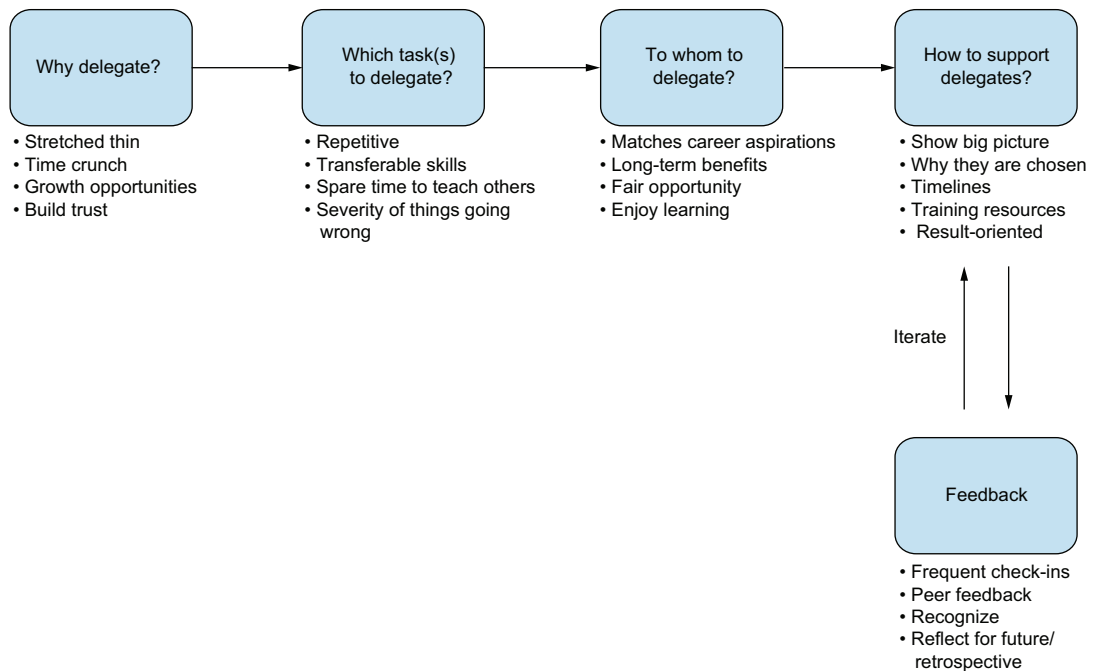 Why delegate?
• Stretched thin
• Time crunch
• Growth opportunities
• Build trust
Which task(s)
to delegate?
• Repetitive
• Transferable skills
• Spare time to teach others
• Severity of things going
wrong
To whom to
delegate?
• Matches career aspirations
• Long-term benefits
• Fair opportunity
• Enjoy learning
How to support
delegates?
• Show big picture
• Why they are chosen
• Timelines
• Training resources
• Result-oriented
Iterate
Feedback
• Frequent check-ins
• Peer feedback
• Recognize
• Reflect for future/
retrospective